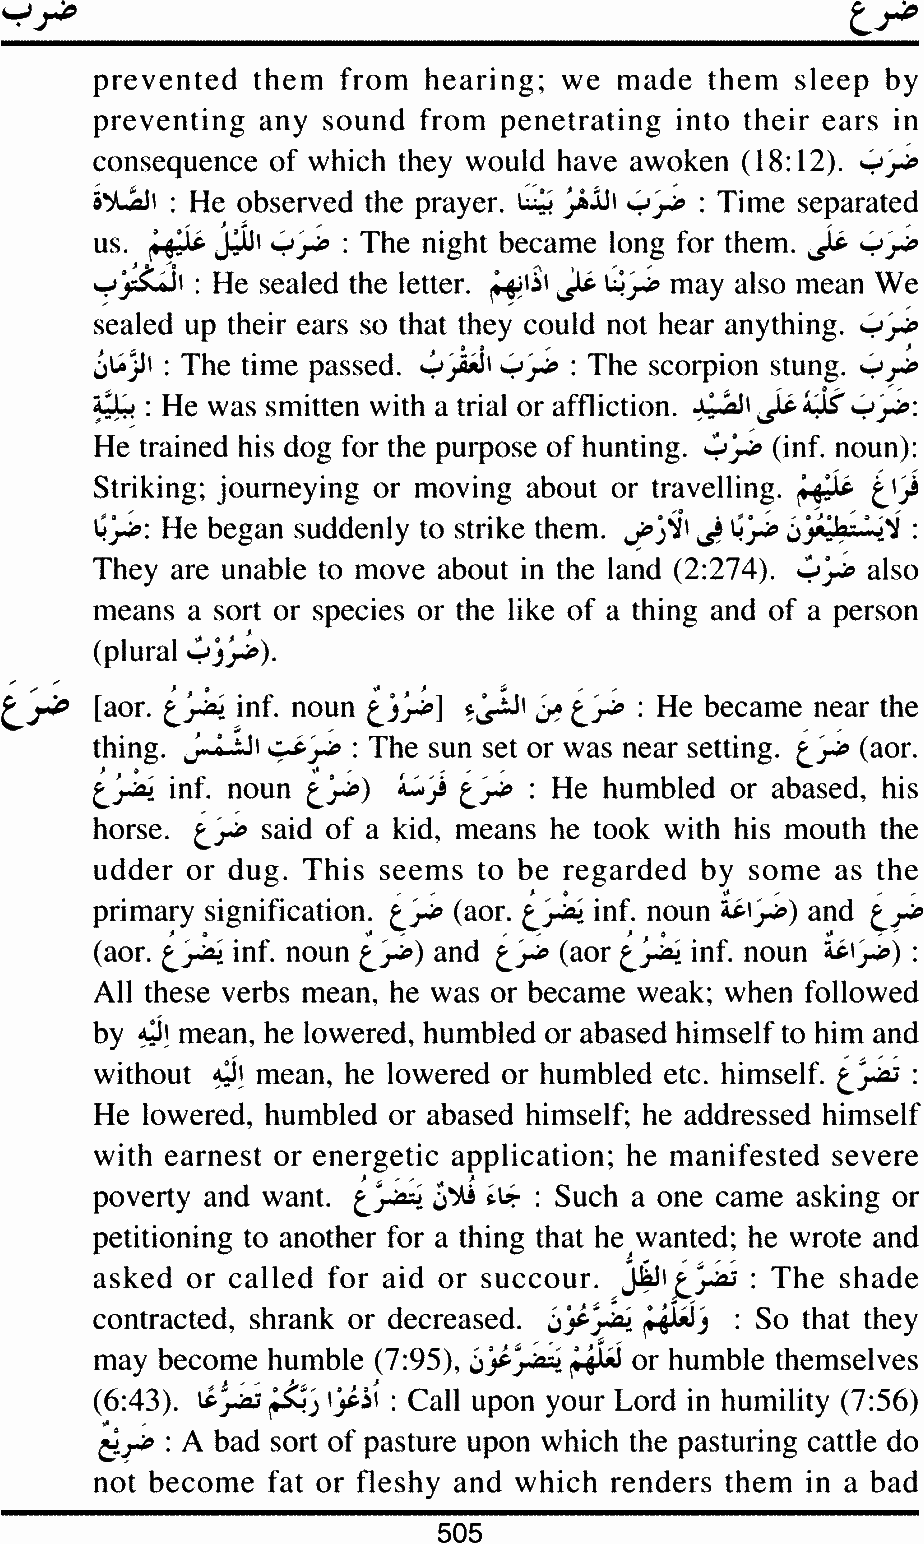 ضرب ضرع
prevented them from hearing; we made them sleep by
preventing any sound from penetrating into their ears in
consequence of which they would have awoken (18:12). ضَرَبَ
الصَّلَاةَ : He observed the prayer. ضَرَبَ الدَّهْرُ بَيْنَنَا : Time separated
us. ضَرَبَ اللَّيْلُ عَلَيْهِمْ : The night became long for them. ضَرَبَ عَلَى
الْمَكْتُوْبِ : He sealed the letter. ضَرَبْنَا عَلٰى اٰذَانِهِمْ may also mean We
sealed up their ears so that they could not hear anything. ضَرَبَ
الزَّمَانُ : The time passed. ضَرَبَ الْعَقْرَبُ : The scorpion stung. ضُرِبَ
بِبَلِيَّةٍ : He was smitten with a trial or affliction. ضَرَبَ كَلْبَهُ عَلَى الصَّيْدِ:
He trained his dog for the purpose of hunting. ضَرْبٌ (inf. noun):
Striking; journeying or moving about or travelling. فَرَاغَ عَلَيْهِمْ
ضَرْبًا: He began suddenly to strike them. لَايَسْتَطِيْعُوْنَ ضَرْبًا فِى الْاَرْضِ :
They are unable to move about in the land (2:274). ضَرْبٌ also
means a sort or species or the like of a thing and of a person
(plural ضُرُوْبٌ).
ضَرَعَ [aor. يَضْرُعُ inf. noun ضُرُوْعٌ] ضَرَعَ مِنَ الشَّىْءِ : He became near the
thing. ضَرَعَتِ الشَّمْسُ : The sun set or was near setting. ضَرَعَ (aor.
يَضْرُعُ inf. noun ضَرْعٌ) ضَرَعَ فَرَسَهُ : He humbled or abased, his
horse. ضَرَعَ said of a kid, means he took with his mouth the
udder or dug. This seems to be regarded by some as the
primary signification. ضَرَعَ (aor. يَضْرَعُ inf. noun ضَرَاعَةٌ) and ضَرِعَ
(aor. يَضْرَعُ inf. noun ضَرَعٌ) and ضَرُعَ (aor يَضْرُعُ inf. noun ضَرَاعَةٌ) :
All these verbs mean, he was or became weak; when followed
by اِلَيْهِ mean, he lowered, humbled or abased himself to him and
without اِلَيْهِ mean, he lowered or humbled etc. himself. تَضَرَّعَ :
He lowered, humbled or abased himself; he addressed himself
with earnest or energetic application; he manifested severe
poverty and want. جَاءَ فُلَانٌ يَتَضَرَّعُ : Such a one came asking or
petitioning to another for a thing that he wanted; he wrote and
asked or called for aid or succour. تَضَرَّعَ الظِّلُّ : The shade
contracted, shrank or decreased. وَلَعَلَّهُمْ يَضَّرَّعُوْنَ : So that they
may become humble (7:95), لَعَلَّهُمْ يَتَضَرَّعُوْنَ or humble themselves
(6:43). اُدْعُوْا رَبَّكُمْ تَضَرُّعًا : Call upon your Lord in humility (7:56)
ضَرِيْعٌ : A bad sort of pasture upon which the pasturing cattle do
not become fat or fleshy and which renders them in a bad
505